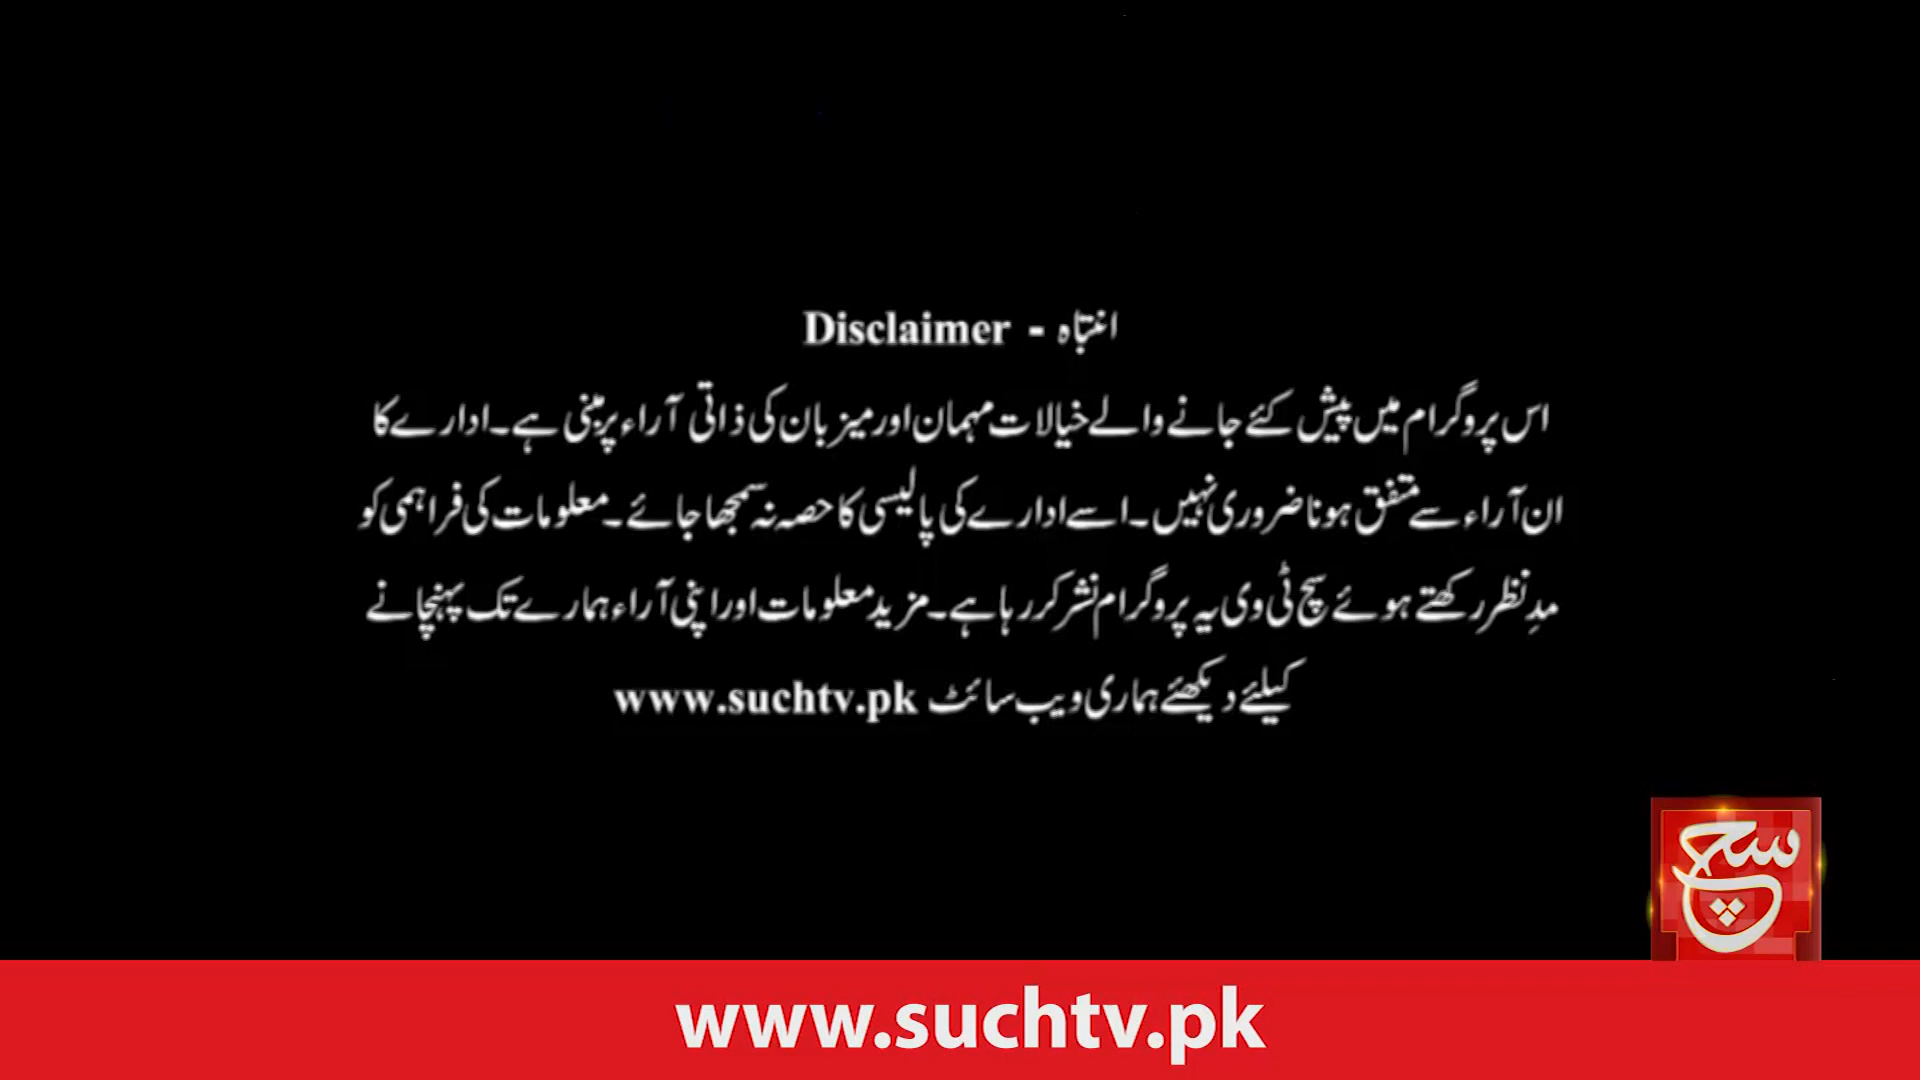 انتباہ - Disclaimer
اس پروگرام میں پیش کئے جانے والے خیالات مہمان اور میزبان کی ذاتی آراء پر مبنی ہے۔ ادارے کا
ان آراء سے متفق ہونا ضروری نہیں۔ اسے ادارے کی پالیسی کا حصہ نہ سمجھا جائے۔ معلومات کی فراہمی کو
مدِ نظر رکھتے ہوئے سچ ٹی وی یہ پروگرام نشر کر رہا ہے۔ مزید معلومات اور اپنی آراء ہمارے تک پہنچانے
کیلئے دیکھئے ہماری ویب سائٹ www.suchtv.pk
سچ
www.suchtv.pk